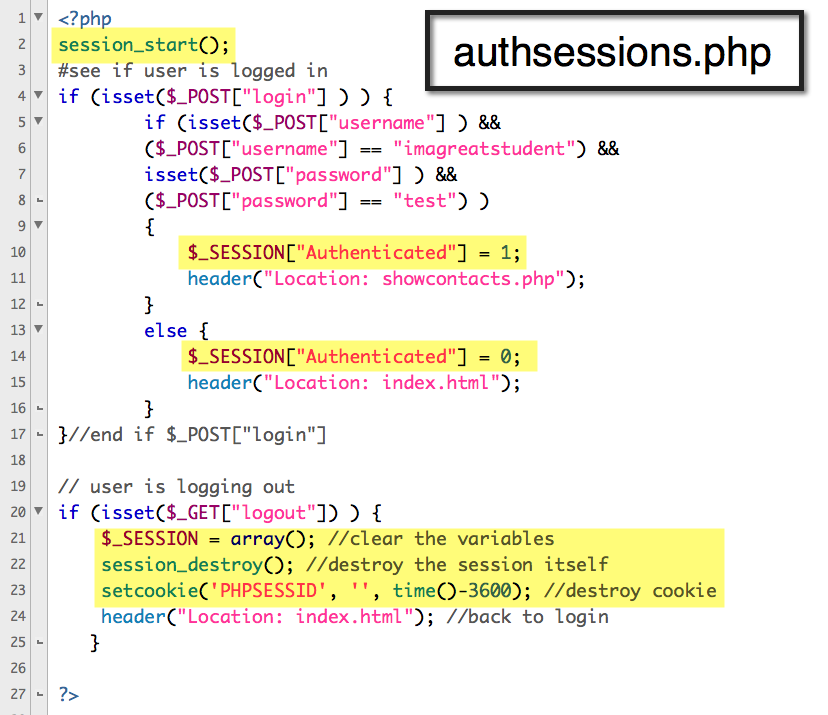 authsessions.php
1 <?php
2 session_start();
3 #see if user is logged in
4 if (isset($_POST["login"] ) ) {
5 if (isset($_POST["username"] ) &&
6 ($_POST["username"] == "imagreatstudent") &&
7 isset($_POST["password"] ) &&
8 ($_POST["password"] == "test") )
9 {
10 $_SESSION["Authenticated"] = 1;
11 header("Location: showcontacts.php");
12 }
13 else {
14 $_SESSION["Authenticated"] = 0;
15 header("Location: index.html");
16 }
17 }//end if $_POST["login"]
18
19 // user is logging out
20 if (isset($_GET["logout"]) ) {
21 $_SESSION = array(); //clear the variables
22 session_destroy(); //destroy the session itself
23 setcookie('PHPSESSID', '', time()-3600); //destroy cookie
24 header("Location: index.html"); //back to login
25 }
26
27 ?>